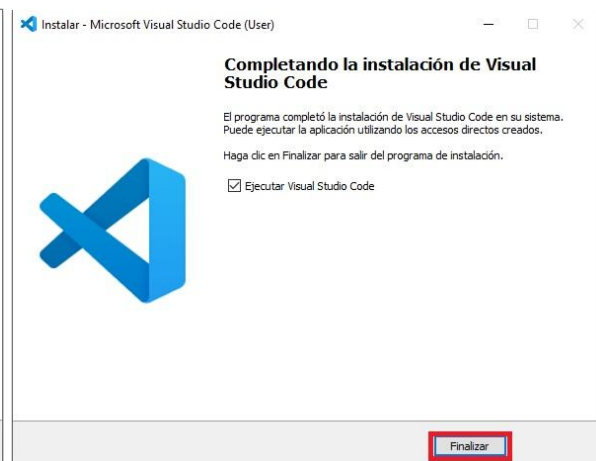 Instalar - Microsoft Visual Studio Code (User)
Completando la instalación de Visual
Studio Code
El programa completó la instalación de Visual Studio Code en su sistema.
Puede ejecutar la aplicación utilizando los accesos directos creados.
Haga clic en Finalizar para salir del programa de instalación.
Ejecutar Visual Studio Code
Finalizar